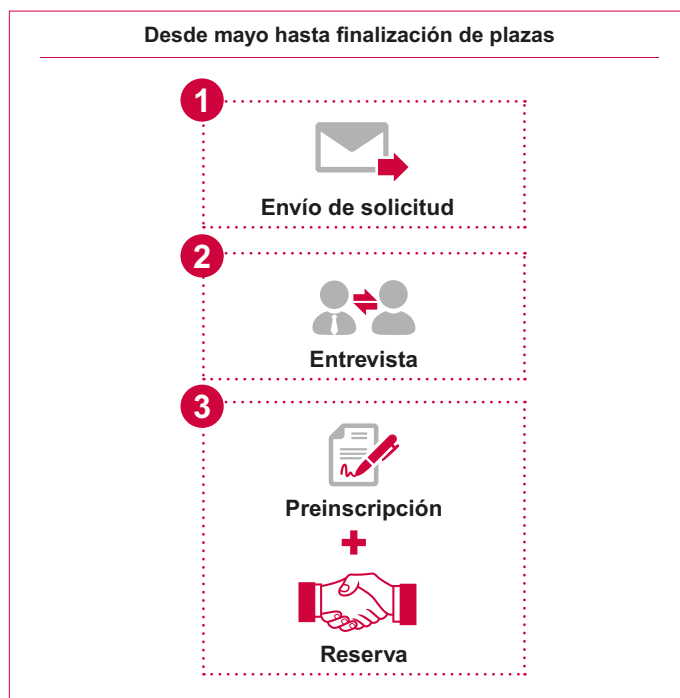 Desde mayo hasta finalización de plazas
1
Envío de solicitud
2
Entrevista
3
Preinscripción
+
Reserva